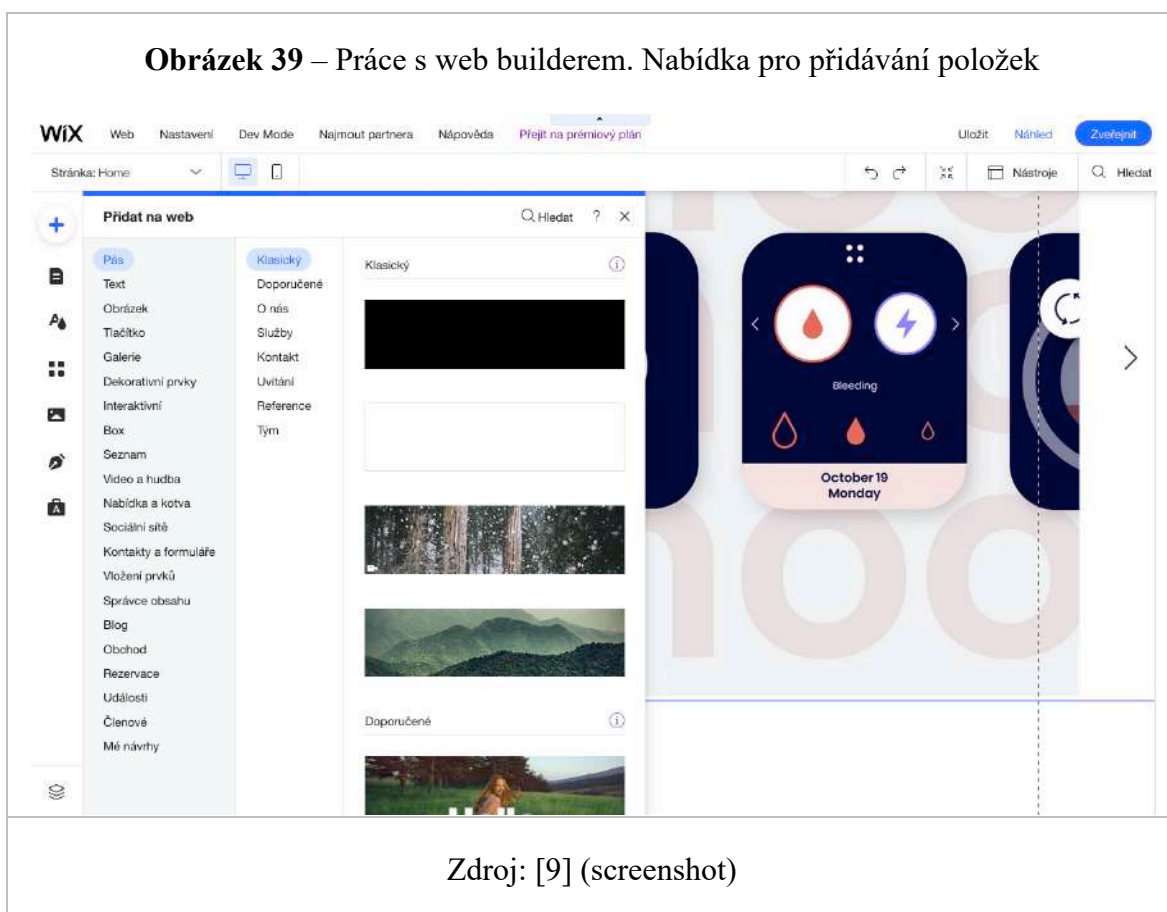 Obrázek 39 – Práce s web builderem. Nabídka pro přidávání položek
WiX Web Nastavení Dev Mode Najmout partnera Nápověda Přejít na prémiový plán Uložit Náhled Zveřejnit
Stránka: Home Nástroje Hledat
Přidat na web Hledat ?
Pás
Text
Obrázek
Tlačítko
Galerie
Dekorativní prvky
Interaktivní
Box
Seznam
Video a hudba
Nabídka a kotva
Sociální sítě
Kontakty a formuláře
Vložení prvků
Správce obsahu
Blog
Obchod
Rezervace
Události
Členové
Mé návrhy
Klasický
Doporučené
O nás
Služby
Kontakt
Uvítání
Reference
Tým
Klasický
Doporučené
Bleeding
October 19
Monday
Zdroj: [9] (screenshot)